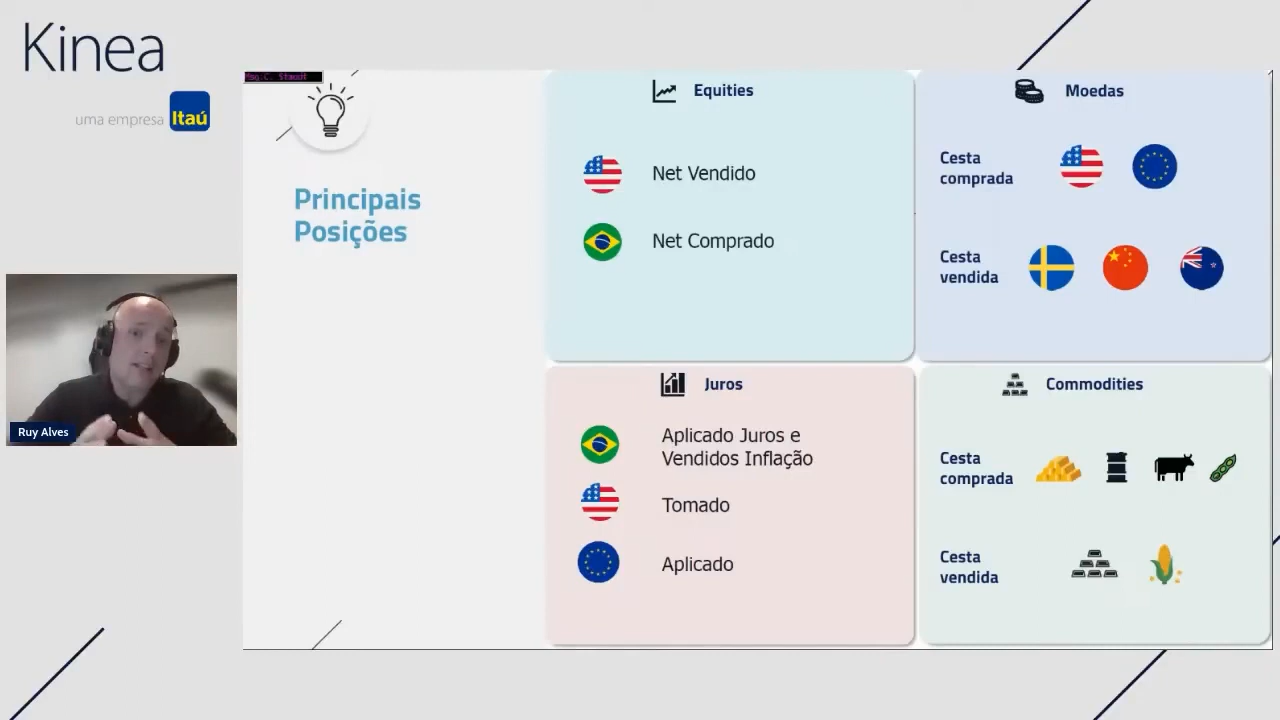 Kinea
uma empresa Itaú
Principais
Posições
Equities
Net Vendido
Net Comprado
Moedas
Cesta
comprada
Cesta
vendida
Juros
Aplicado Juros e
Vendidos Inflação
Tomado
Aplicado
Commodities
Cesta
comprada
Cesta
vendida
Ruy Alves